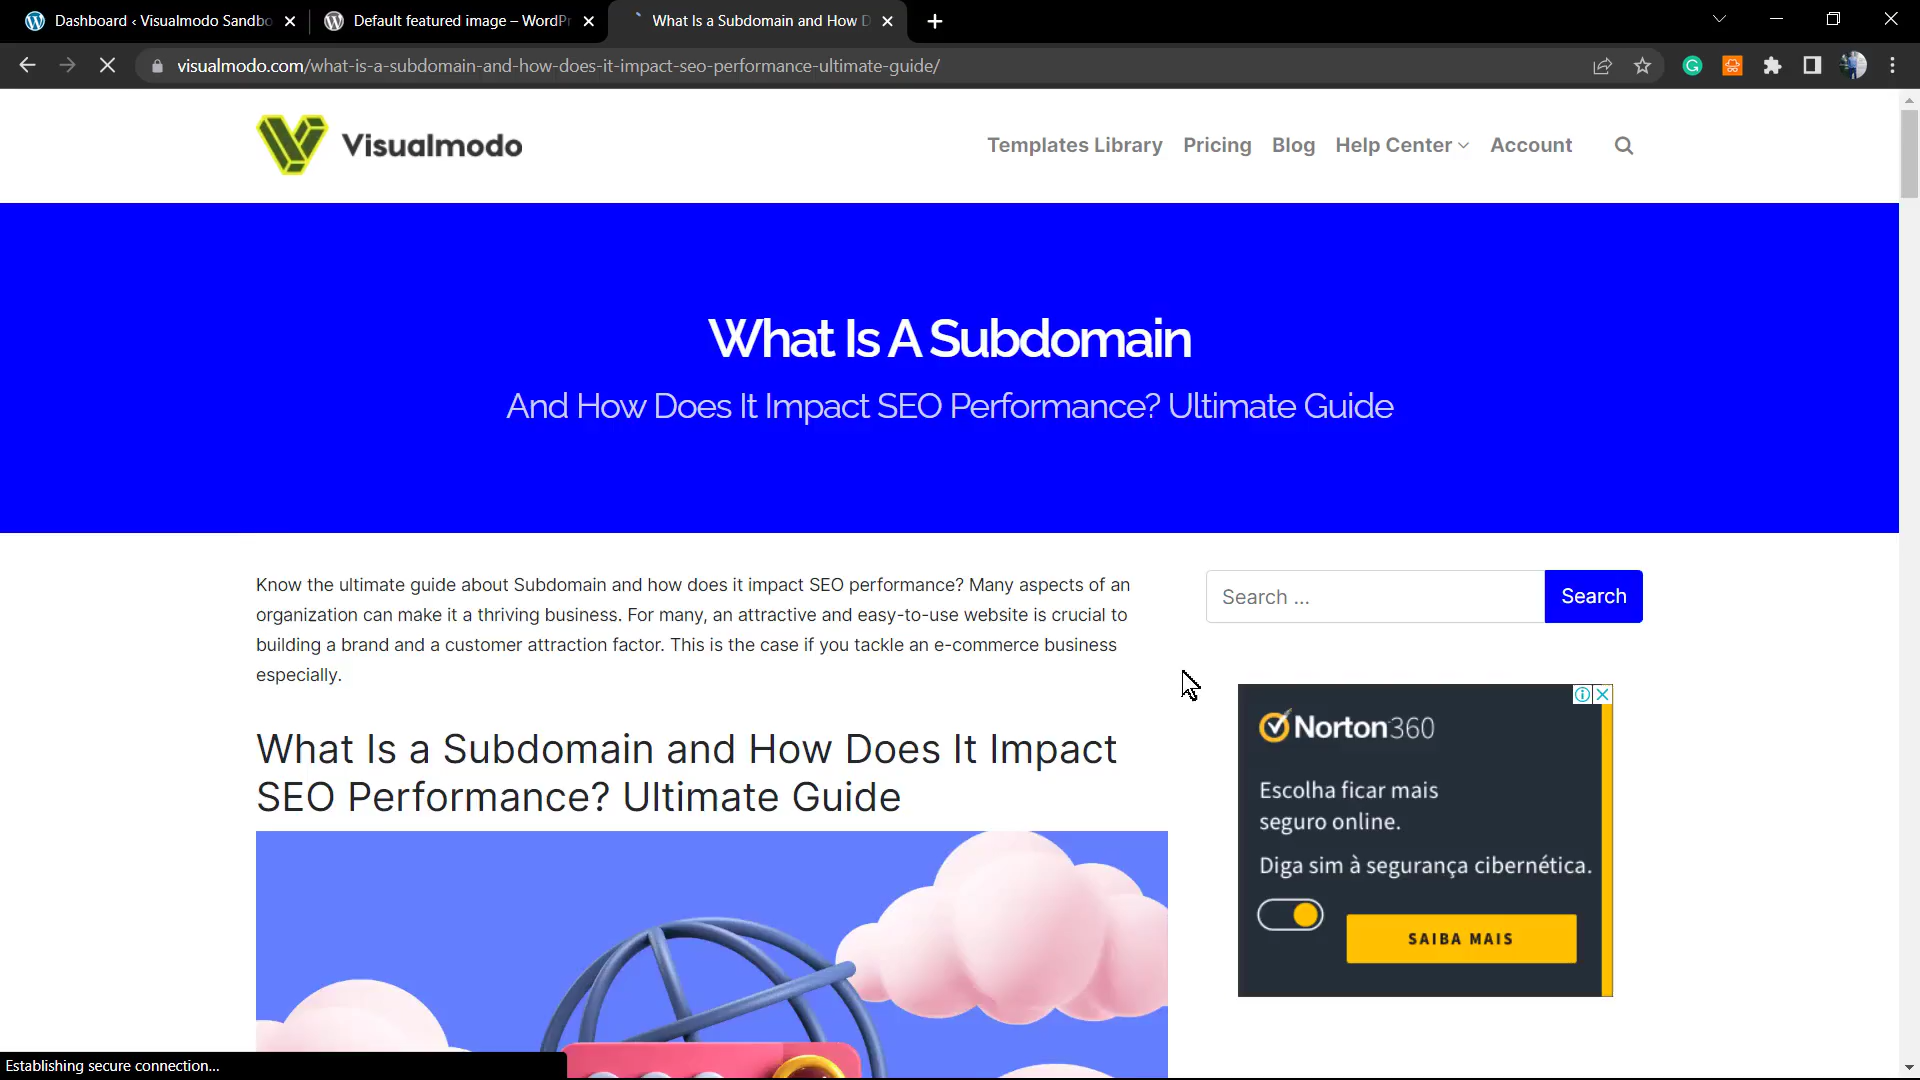 Dashboard ‹ Visualmodo Sandbo
Default featured image – WordPr
What Is a Subdomain and How D
visualmodo.com/what-is-a-subdomain-and-how-does-it-impact-seo-performance-ultimate-guide/
Visualmodo
Templates Library
Pricing
Blog
Help Center
Account
What Is A Subdomain
And How Does It Impact SEO Performance? Ultimate Guide
Know the ultimate guide about Subdomain and how does it impact SEO performance? Many aspects of an
organization can make it a thriving business. For many, an attractive and easy-to-use website is crucial to
building a brand and a customer attraction factor. This is the case if you tackle an e-commerce business
especially.
Search ...
Search
What Is a Subdomain and How Does It Impact
SEO Performance? Ultimate Guide
Norton360
Escolha ficar mais
seguro online.
Diga sim à segurança cibernética.
SAIBA MAIS
Establishing secure connection...